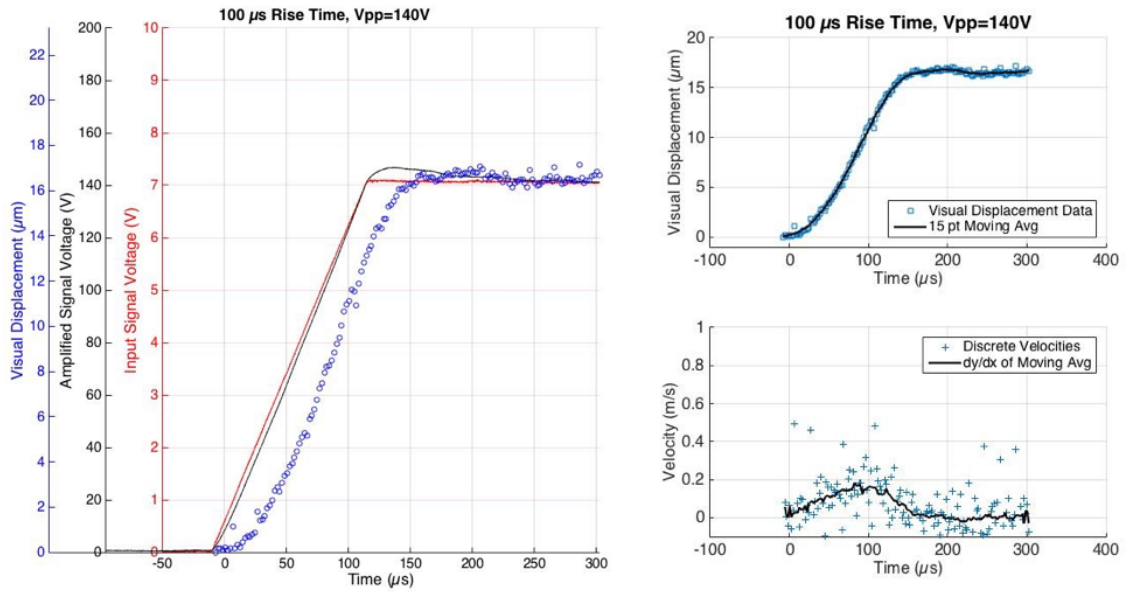 100 µs Rise Time, Vpp=140V
Visual Displacement (µm)
22
20
18
16
14
12
10
8
6
4
2
0
Amplified Signal Voltage (V)
200
180
160
140
120
100
80
60
40
20
0
Input Signal Voltage (V)
10
9
8
7
6
5
4
3
2
1
0
0 50 100 150 200 250 300
Time (µs)
100 µs Rise Time, Vpp=140V
Visual Displacement (µm)
20
15
10
5
0
Visual Displacement Data
15 pt Moving Avg
-100 0 100 200 300 400
Time (µs)
Velocity (m/s)
1
0.8
0.6
0.4
0.2
0
Discrete Velocities
dy/dx of Moving Avg
-100 0 100 200 300 400
Time (µs)